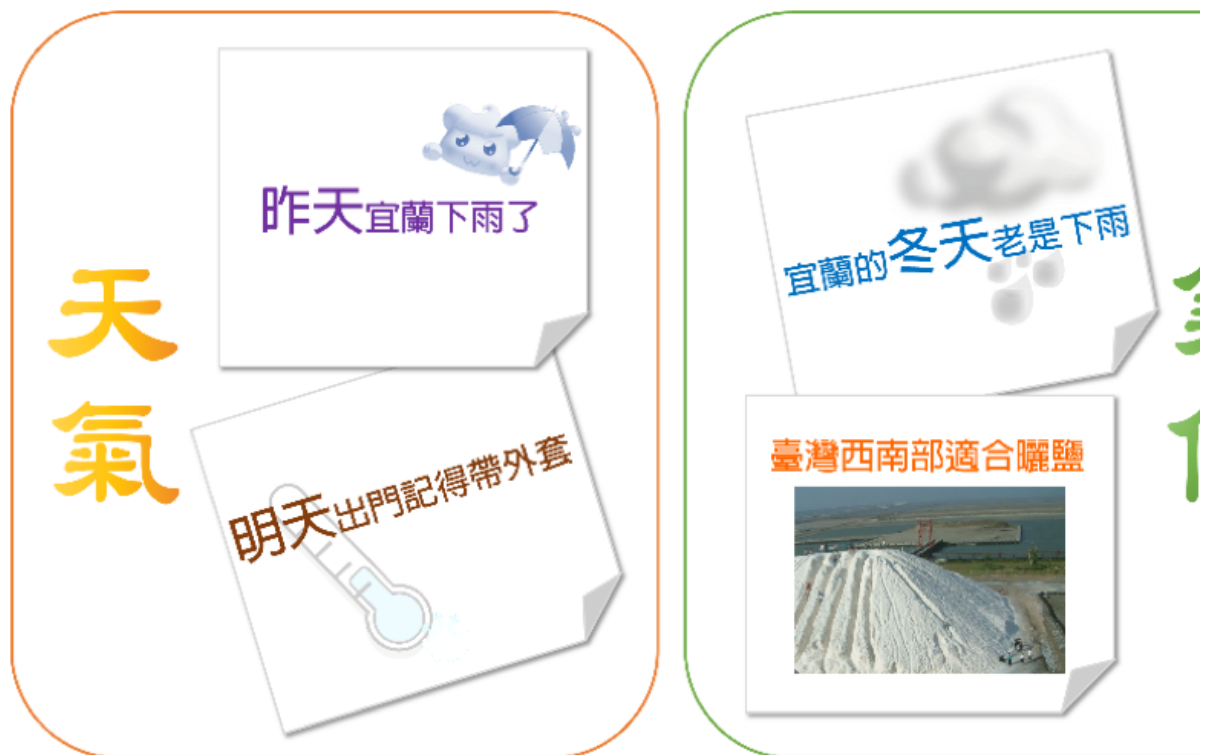 天氣
昨天宜蘭下雨了
明天出門記得帶外套
宜蘭的冬天老是下雨
臺灣西南部適合曬鹽